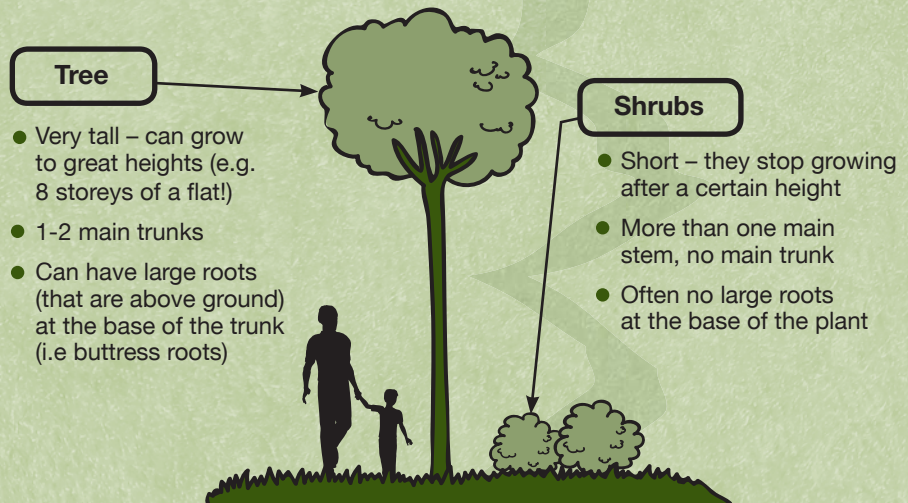 Tree
● Very tall – can grow
to great heights (e.g.
8 storeys of a flat!)
● 1-2 main trunks
● Can have large roots
(that are above ground)
at the base of the trunk
(i.e buttress roots)
Shrubs
● Short – they stop growing
after a certain height
● More than one main
stem, no main trunk
● Often no large roots
at the base of the plant